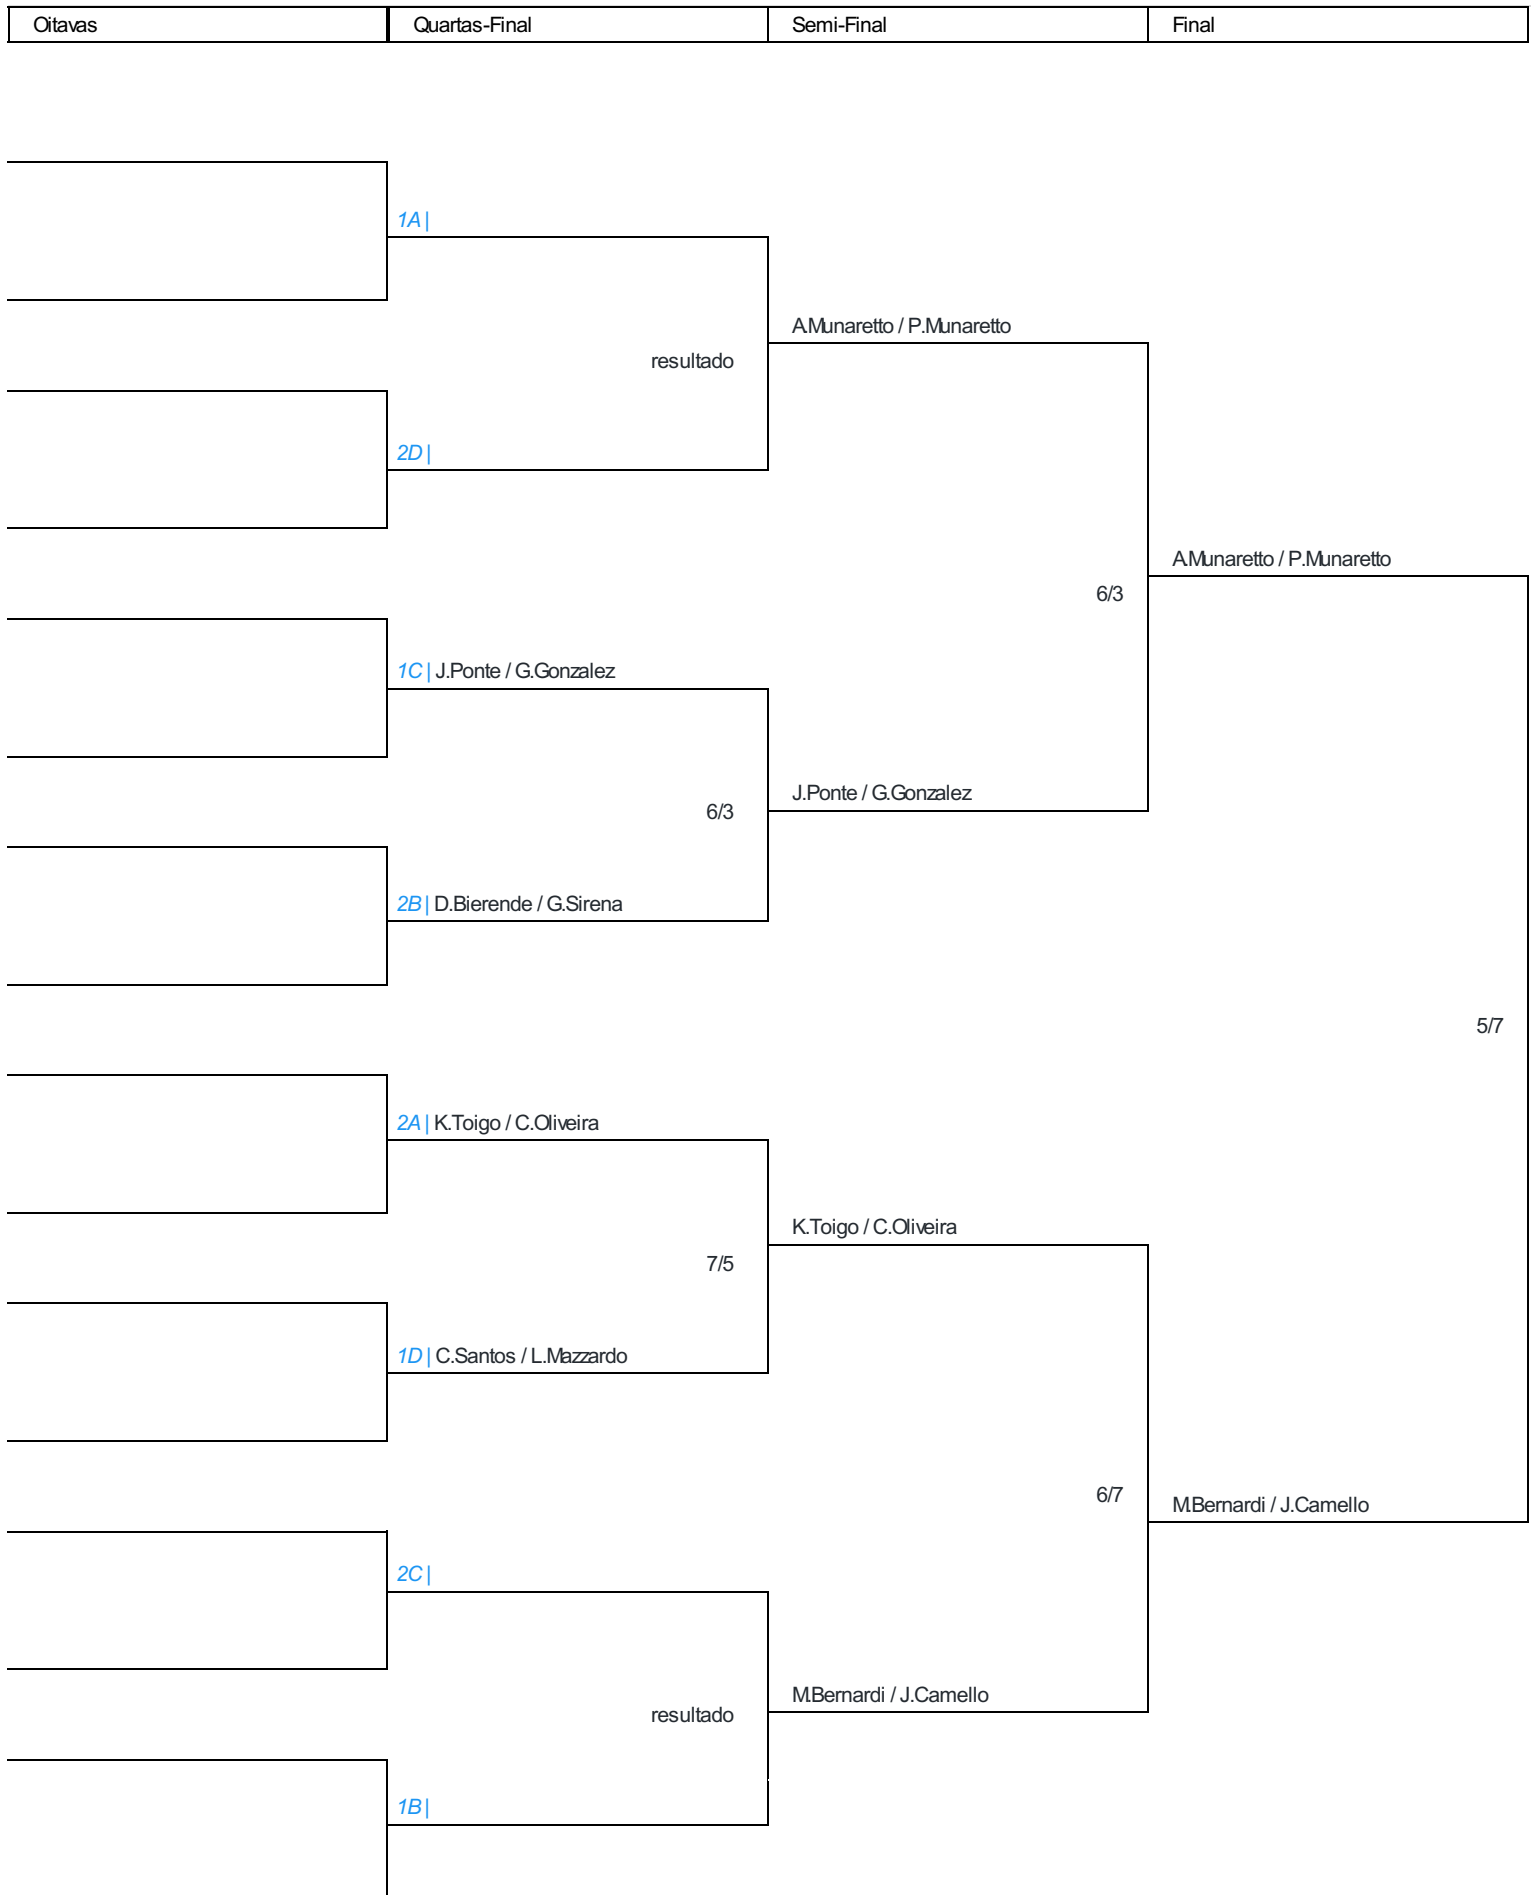 Oitavas
Quartas-Final
Semi-Final
Final
1A |
A.Munaretto / P.Munaretto
resultado
2D |
A.Munaretto / P.Munaretto
6/3
1C | J.Ponte / G.Gonzalez
J.Ponte / G.Gonzalez
6/3
2B | D.Bierende / G.Sirena
5/7
2A | K.Toigo / C.Oliveira
K.Toigo / C.Oliveira
7/5
1D | C.Santos / L.Mazzardo
6/7
M.Bernardi / J.Camello
2C |
M.Bernardi / J.Camello
resultado
1B |